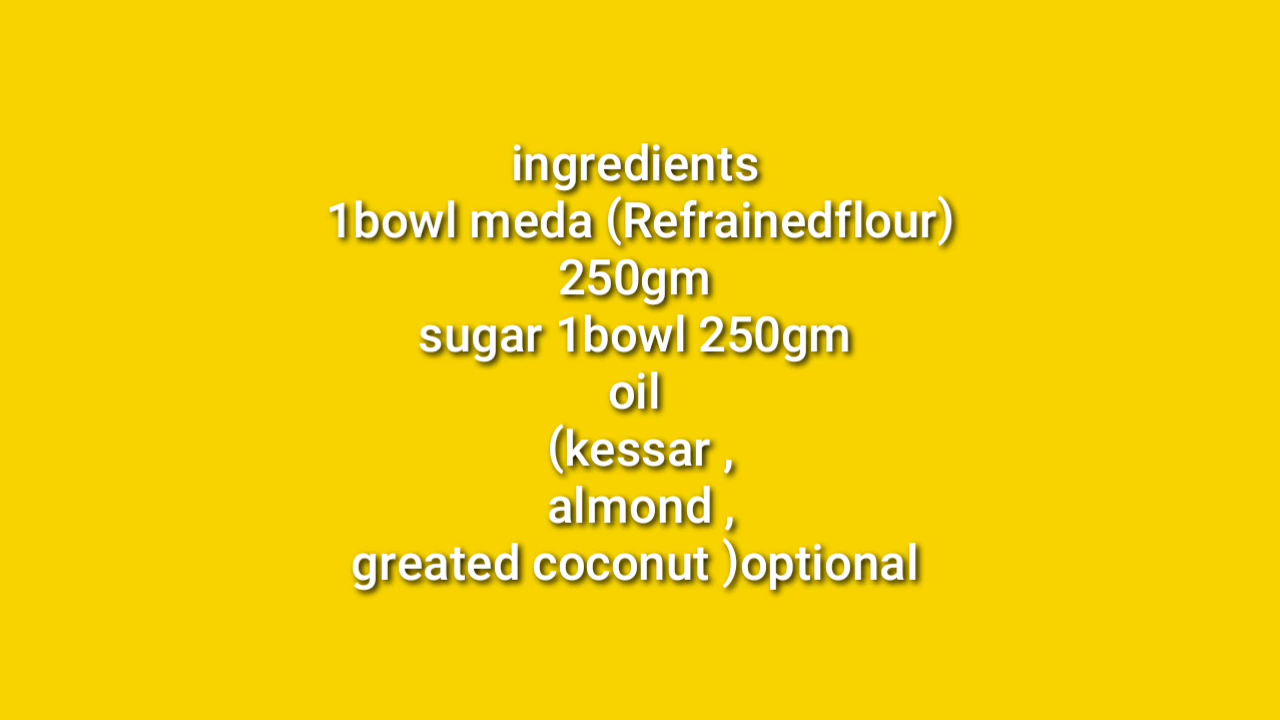 ingredients
1bowl meda (Refrainedflour)
250gm
sugar 1bowl 250gm
oil
(kessar ,
almond ,
greated coconut )optional